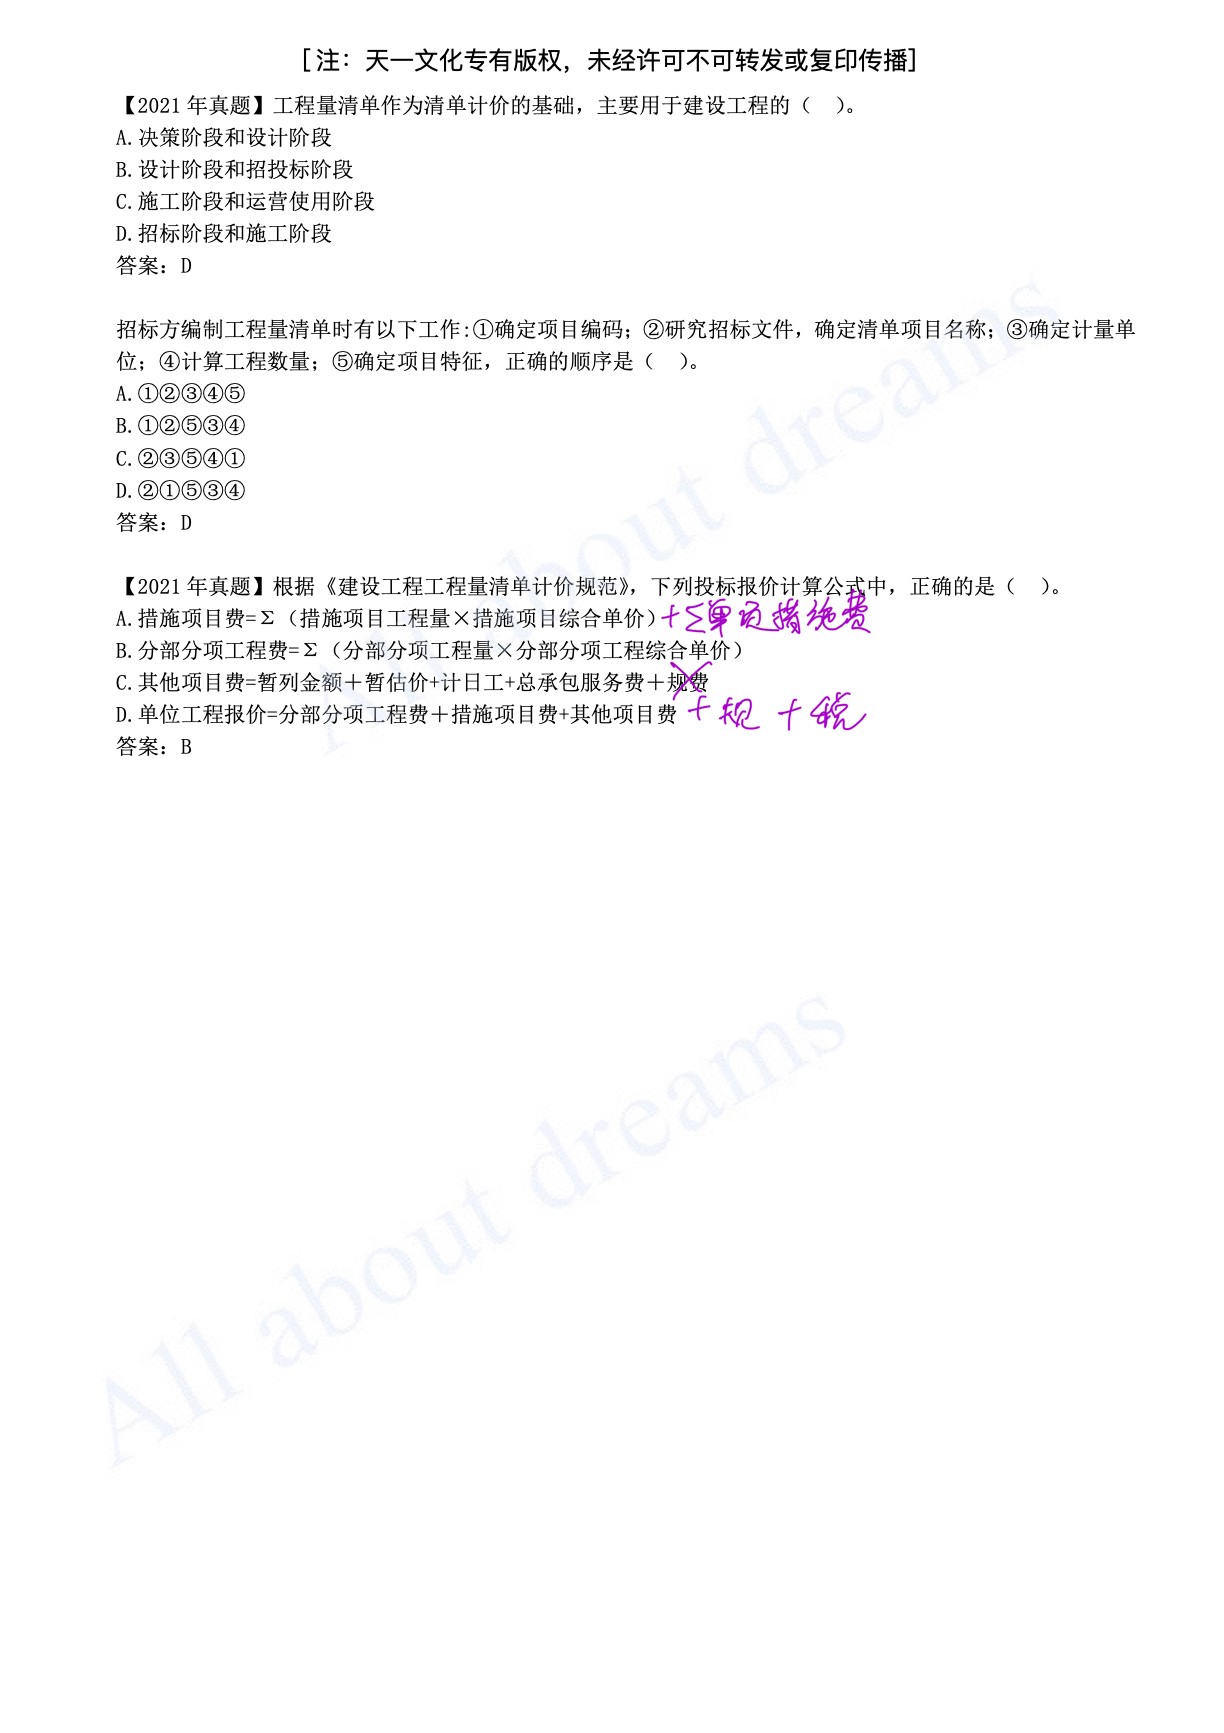 [注：天一文化专有版权，未经许可不可转发或复印传播]
【2021 年真题】工程量清单作为清单计价的基础，主要用于建设工程的（ ）。
A.决策阶段和设计阶段
B.设计阶段和招投标阶段
C.施工阶段和运营使用阶段
D.招标阶段和施工阶段
答案：D
招标方编制工程量清单时有以下工作:①确定项目编码；②研究招标文件，确定清单项目名称；③确定计量单
位；④计算工程数量；⑤确定项目特征，正确的顺序是（ ）。
A.①②③④⑤
B.①②⑤③④
C.②③⑤④①
D.②①⑤③④
答案：D
【2021 年真题】根据《建设工程工程量清单计价规范》，下列投标报价计算公式中，正确的是（ ）。
A.措施项目费=Σ（措施项目工程量×措施项目综合单价）+Σ单项措施费
B.分部分项工程费=Σ（分部分项工程量×分部分项工程综合单价）
C.其他项目费=暂列金额＋暂估价+计日工+总承包服务费＋规费
D.单位工程报价=分部分项工程费＋措施项目费+其他项目费 +规 +税
答案：B
All about dreams
All about dreams